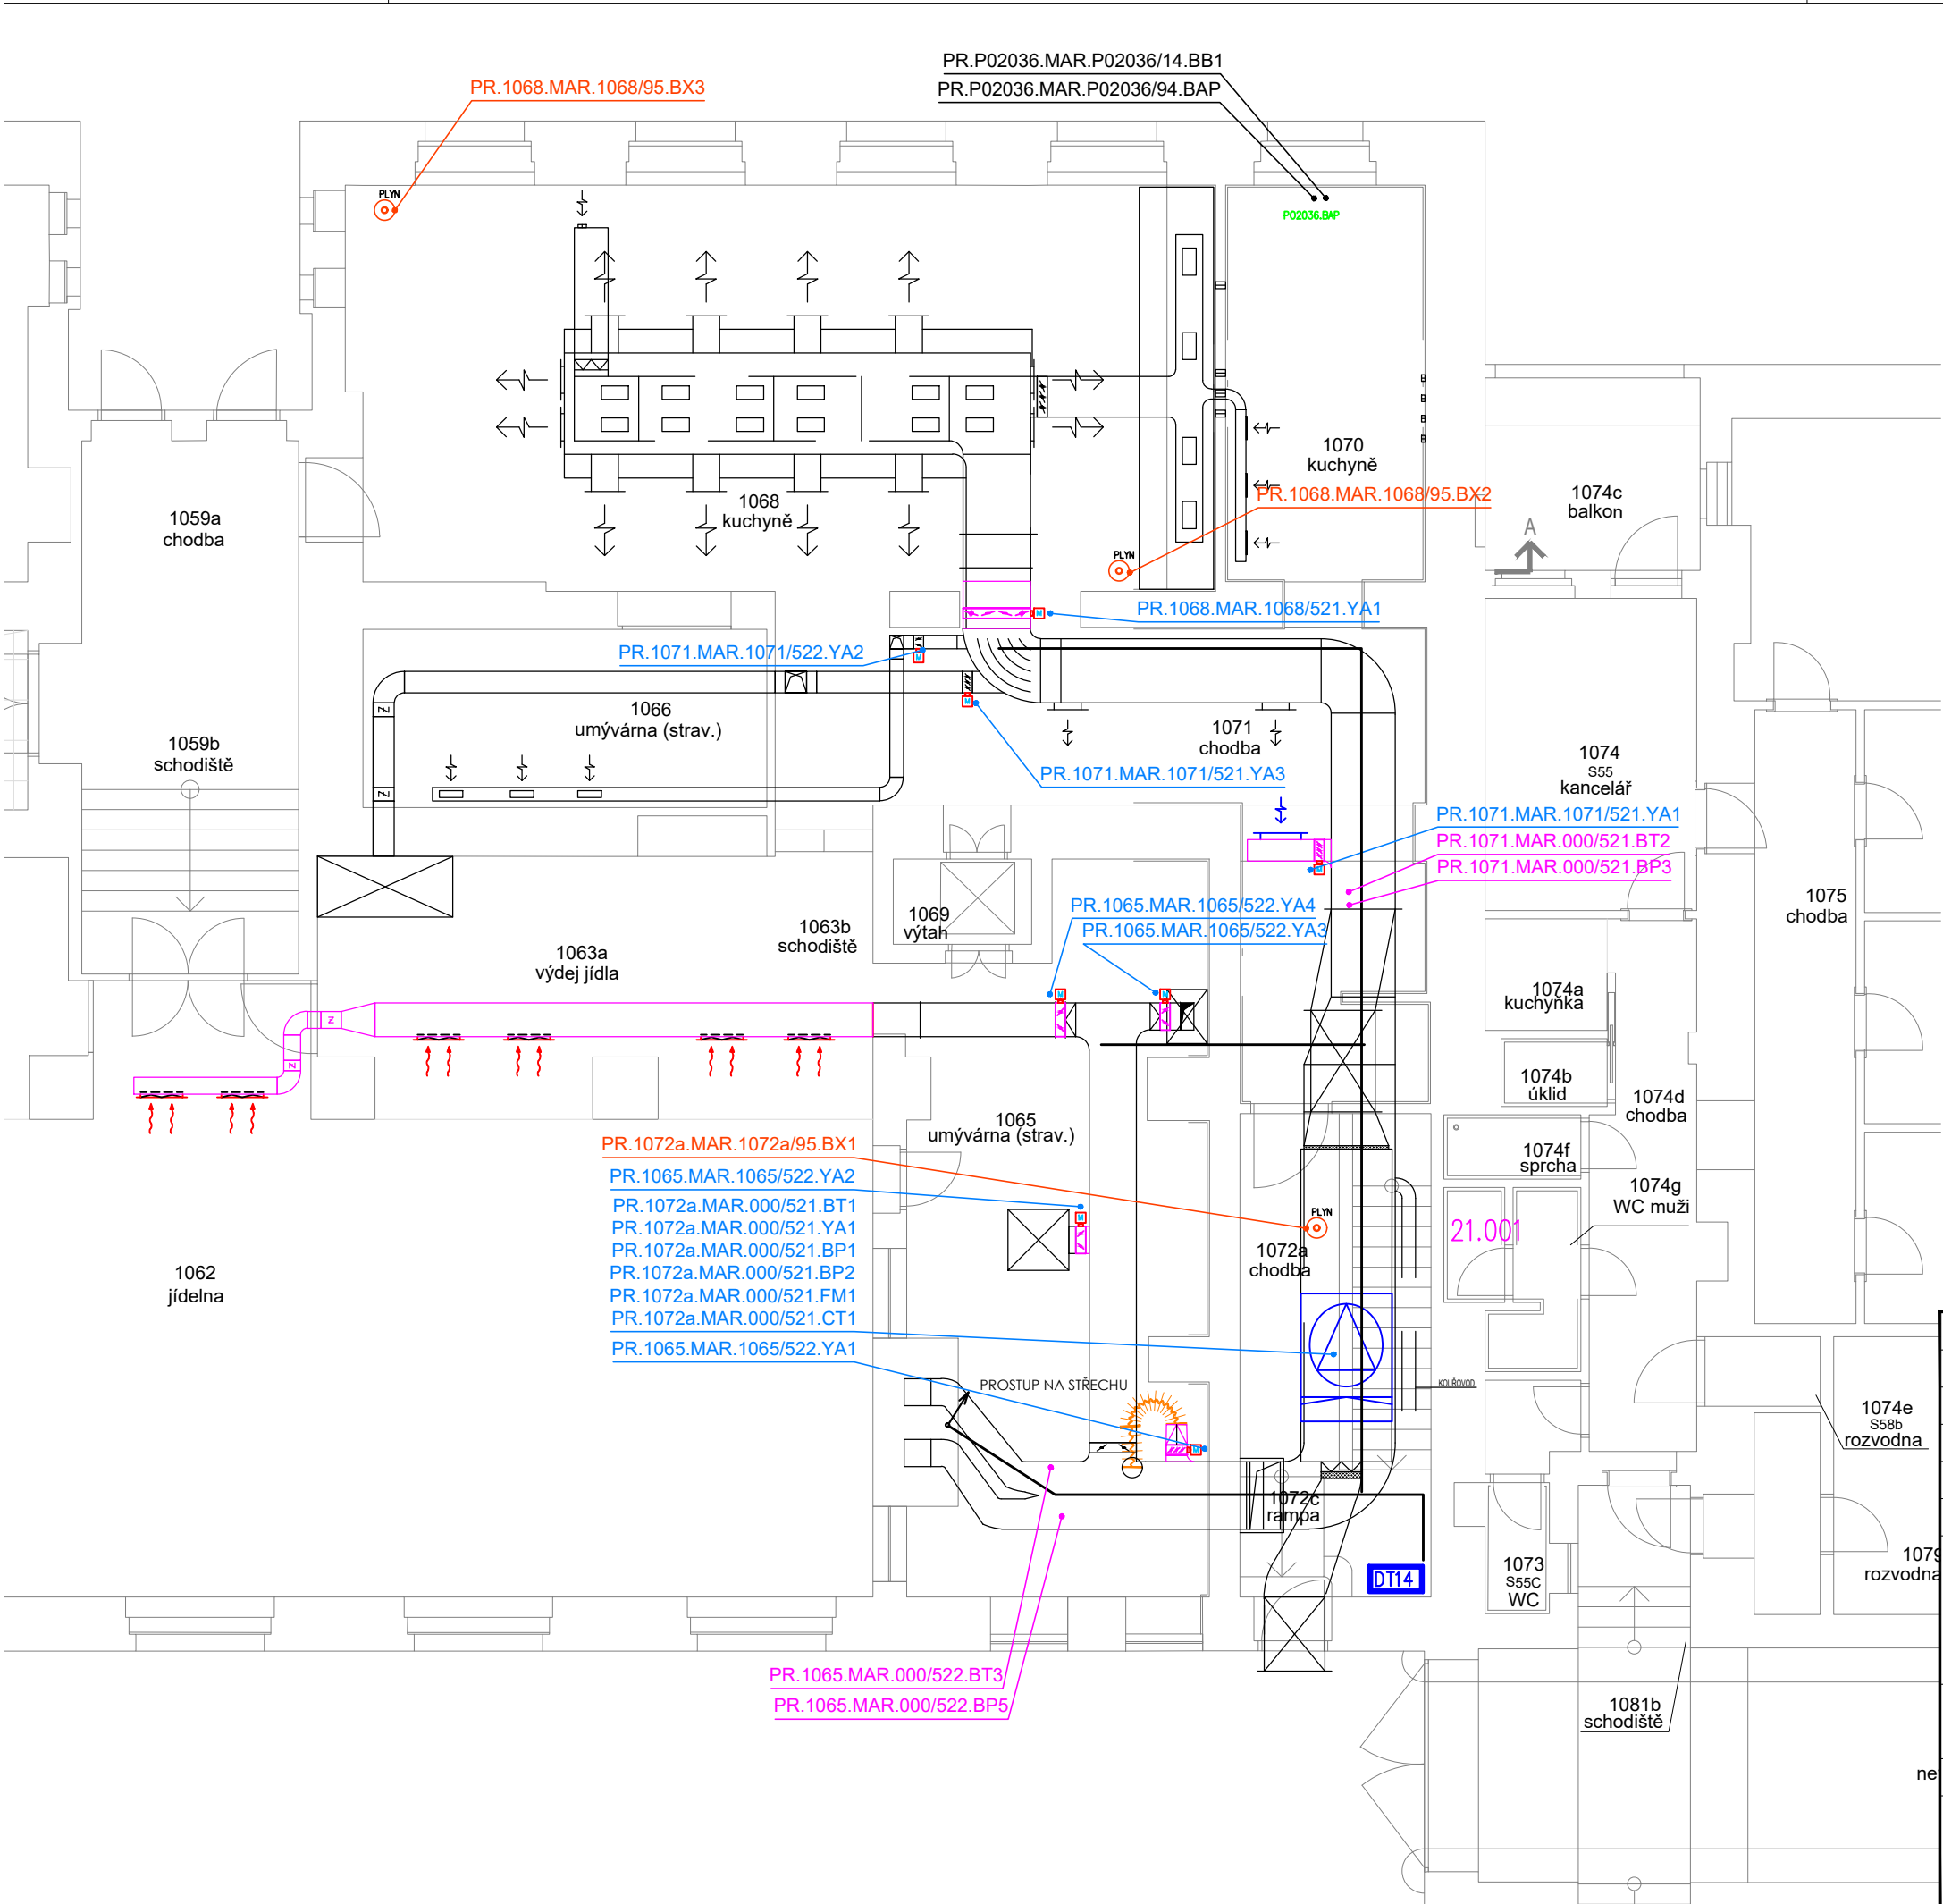 PR.P02036.MAR.P02036/14.BB1
PR.1068.MAR.1068/95.BX3
PR.P02036.MAR.P02036/94.BAP
PLYN
P02036.BAP
1070
kuchyně
1068
kuchyně
PR.1068.MAR.1068/95.BX2
1074c
balkon
1059a
chodba
A
PLYN
PR.1068.MAR.1068/521.YA1
M
PR.1071.MAR.1071/522.YA2
M
M
1066
umývárna (strav.)
Z
1071
chodba
1059b
schodiště
1074
S55
kancelář
PR.1071.MAR.1071/521.YA3
Z
PR.1071.MAR.1071/521.YA1
PR.1071.MAR.000/521.BT2
M
PR.1071.MAR.000/521.BP3
1075
chodba
PR.1065.MAR.1065/522.YA4
1069
výtah
1063b
schodiště
PR.1065.MAR.1065/522.YA3
1063a
výdej jídla
1074a
kuchyňka
M
M
Z
Z
1074b
úklid
1074d
chodba
1065
umývárna (strav.)
PR.1072a.MAR.1072a/95.BX1
1074f
sprcha
PR.1065.MAR.1065/522.YA2
1074g
WC muži
PR.1072a.MAR.000/521.BT1
PLYN
M
PR.1072a.MAR.000/521.YA1
21.001
PR.1072a.MAR.000/521.BP1
1072a
chodba
PR.1072a.MAR.000/521.BP2
1062
jídelna
PR.1072a.MAR.000/521.FM1
PR.1072a.MAR.000/521.CT1
PR.1065.MAR.1065/522.YA1
PROSTUP NA STŘECHU
KOUŘOVOD
1074e
S58b
rozvodna
M
1072c
rampa
1073
S55C
WC
DT14
1079
rozvodna
PR.1065.MAR.000/522.BT3
PR.1065.MAR.000/522.BP5
1081b
schodiště